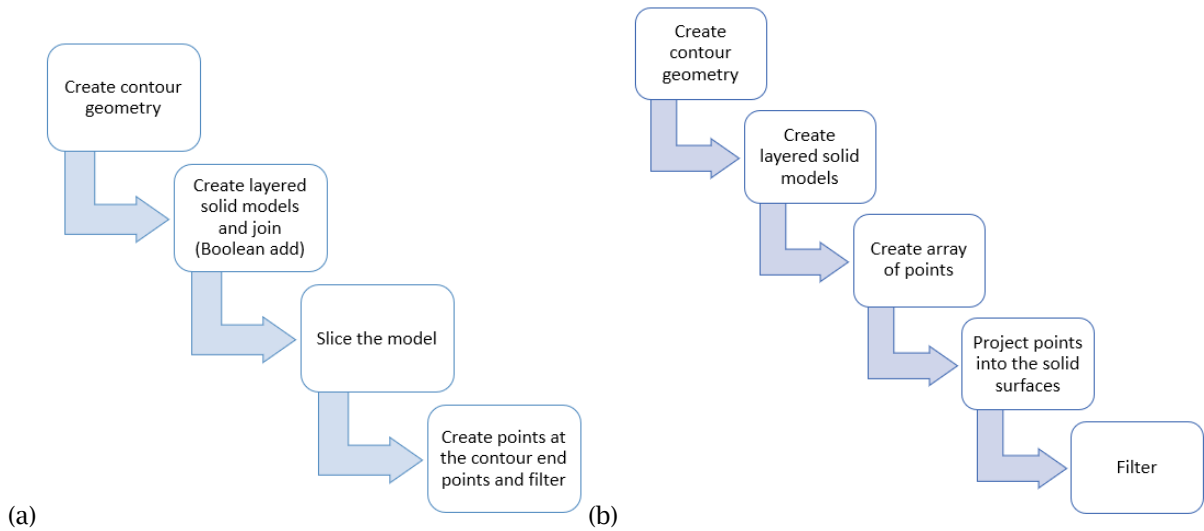 Create contour
geometry
Create layered
solid models
and join
(Boolean add)
Slice the model
Create points at
the contour end
points and filter
(a)
Create
contour
geometry
Create
layered solid
models
Create array
of points
Project points
into the solid
surfaces
Filter
(b)